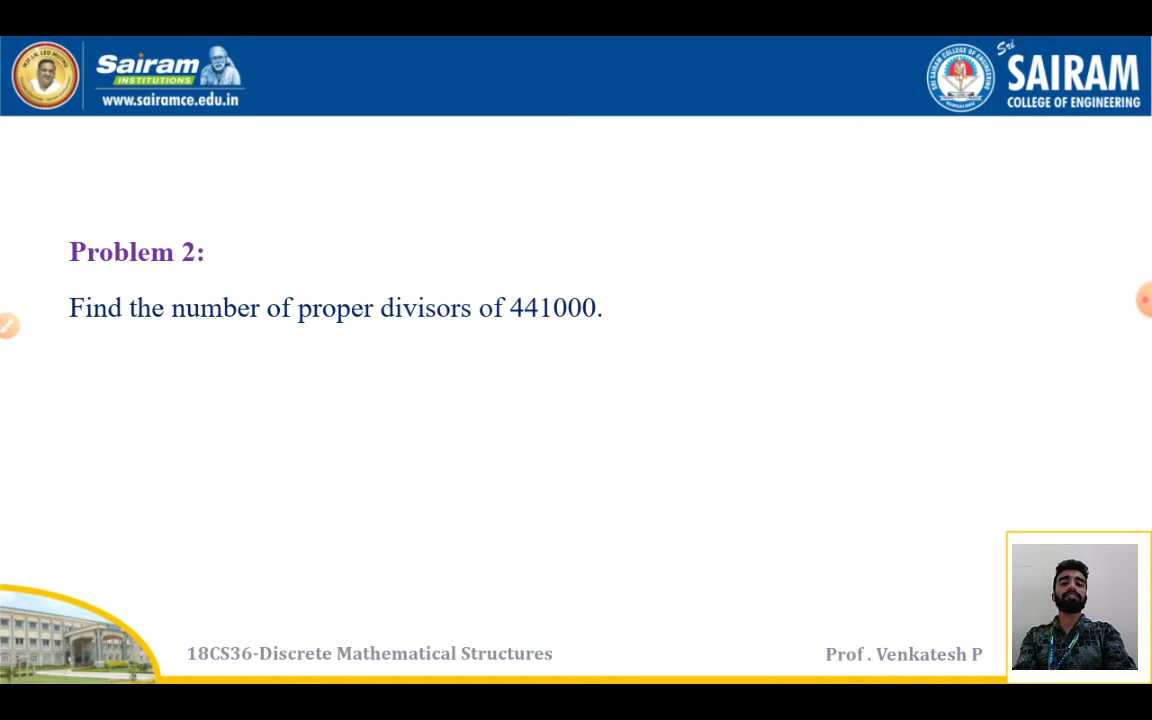 Sairam
INSTITUTIONS
www.sairamce.edu.in
Sri
SAIRAM
COLLEGE OF ENGINEERING
Problem 2:
Find the number of proper divisors of 441000.
18CS36-Discrete Mathematical Structures
Prof . Venkatesh P